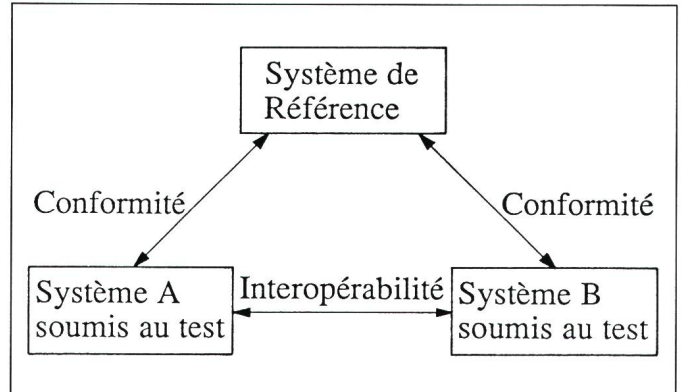 Système de
Référence
Conformité
Conformité
Système A
soumis au test
Interopérabilité
Système B
soumis au test